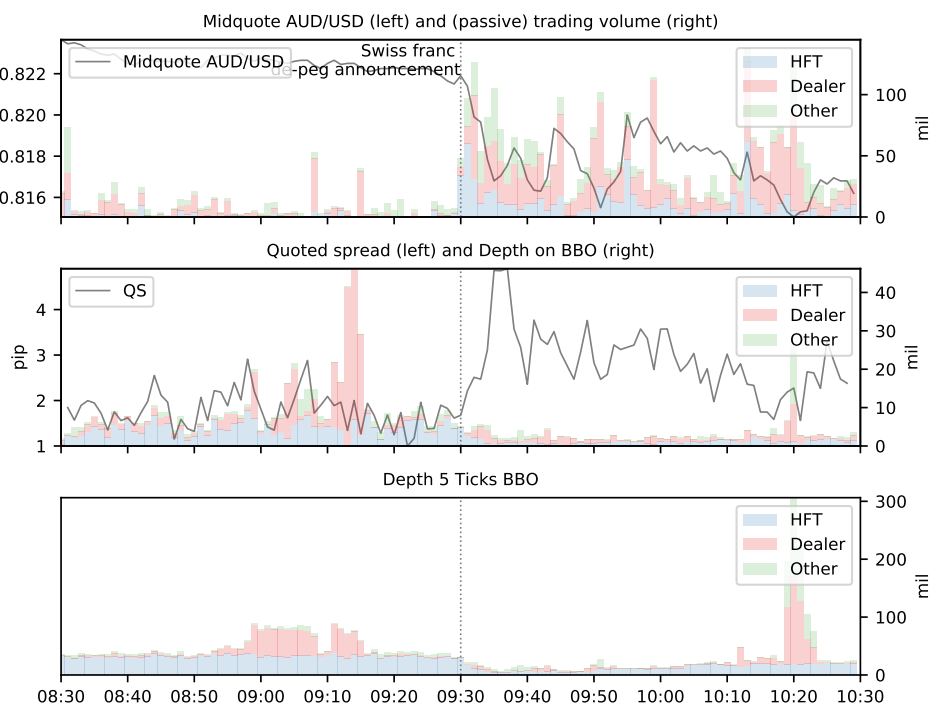 Midquote AUD/USD (left) and (passive) trading volume (right)
Midquote AUD/USD
Swiss franc
de-peg announcement
HFT
Dealer
Other
0.822
0.820
0.818
0.816
100
50
0
mil
Quoted spread (left) and Depth on BBO (right)
QS
HFT
Dealer
Other
4
3
2
1
pip
40
30
20
10
0
mil
Depth 5 Ticks BBO
HFT
Dealer
Other
300
200
100
0
mil
08:30 08:40 08:50 09:00 09:10 09:20 09:30 09:40 09:50 10:00 10:10 10:20 10:30